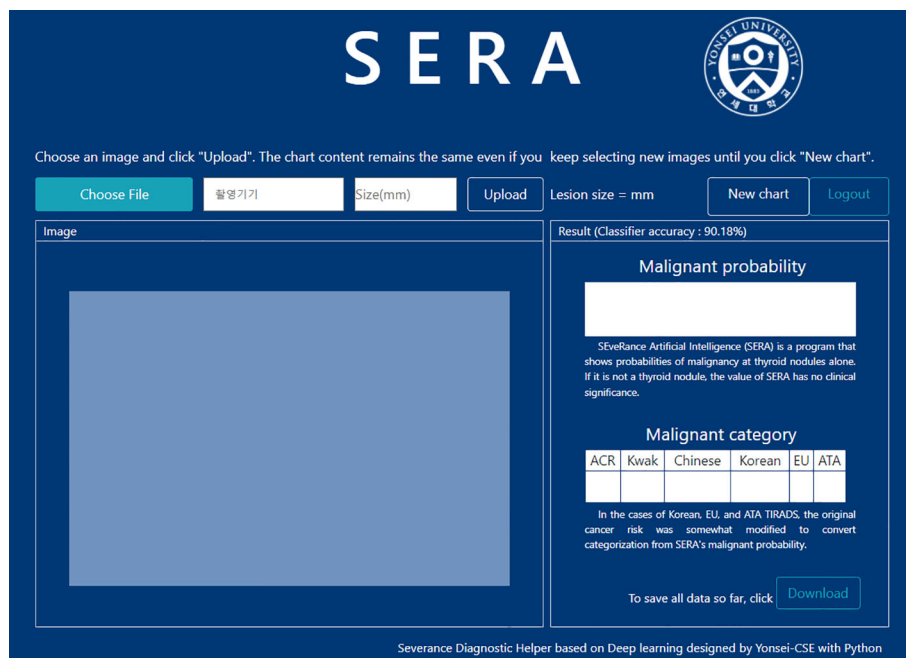 S E R A
YONSEI UNIVERSITY
1885
연세대학교
Choose an image and click "Upload". The chart content remains the same even if you keep selecting new images until you click "New chart".
Choose File
촬영기기
Size(mm)
Upload
Lesion size = mm
New chart
Logout
Image
Result (Classifier accuracy : 90.18%)
Malignant probability
SEveRance Artificial Intelligence (SERA) is a program that
shows probabilities of malignancy at thyroid nodules alone.
If it is not a thyroid nodule, the value of SERA has no clinical
significance.
Malignant category
ACR Kwak Chinese Korean EU ATA
In the cases of Korean, EU, and ATA TIRADS, the original
cancer risk was somewhat modified to convert
categorization from SERA's malignant probability.
To save all data so far, click
Download
Severance Diagnostic Helper based on Deep learning designed by Yonsei-CSE with Python